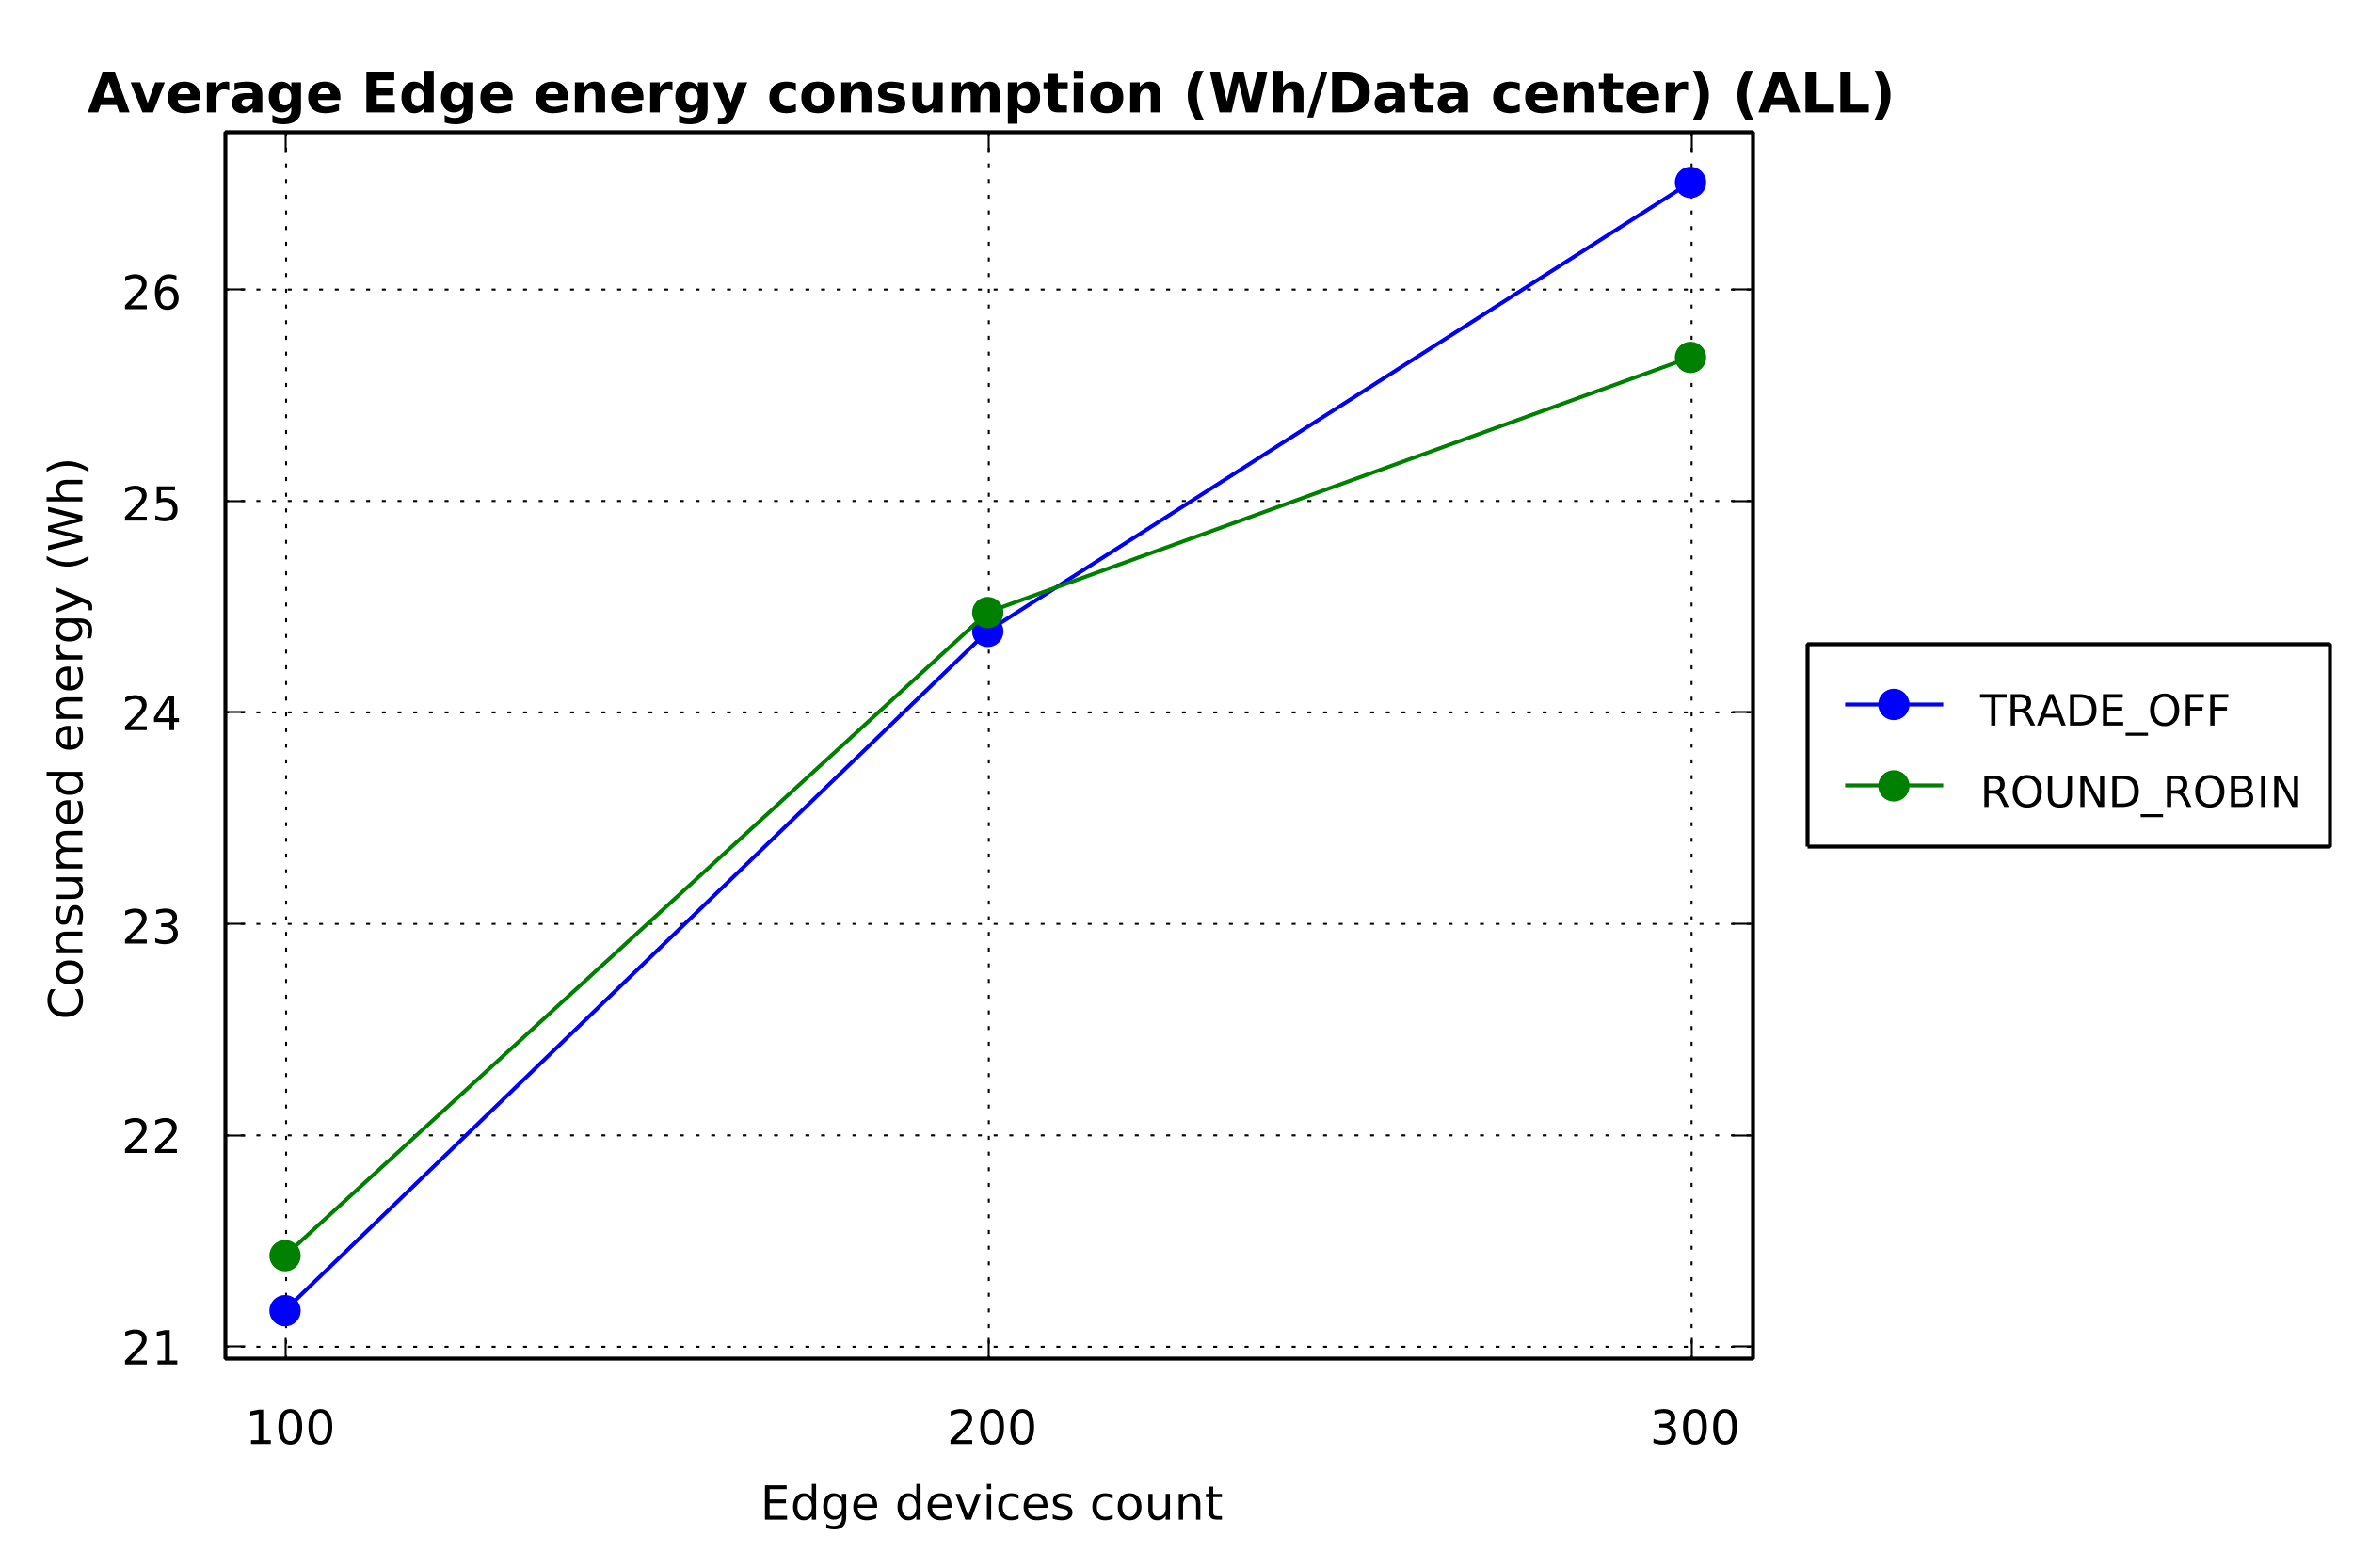 Average Edge energy consumption (Wh/Data center) (ALL)
Consumed energy (Wh)
26
25
24
23
22
21
100 200 300
Edge devices count
TRADE_OFF
ROUND_ROBIN